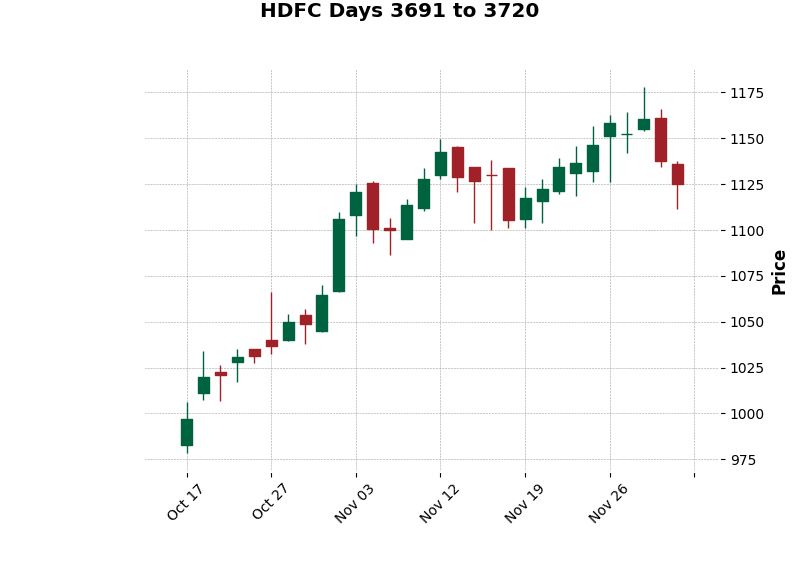 HDFC Days 3691 to 3720
1175
1150
1125
1100
1075
1050
1025
1000
975
Price
Oct 17
Oct 27
Nov 03
Nov 12
Nov 19
Nov 26